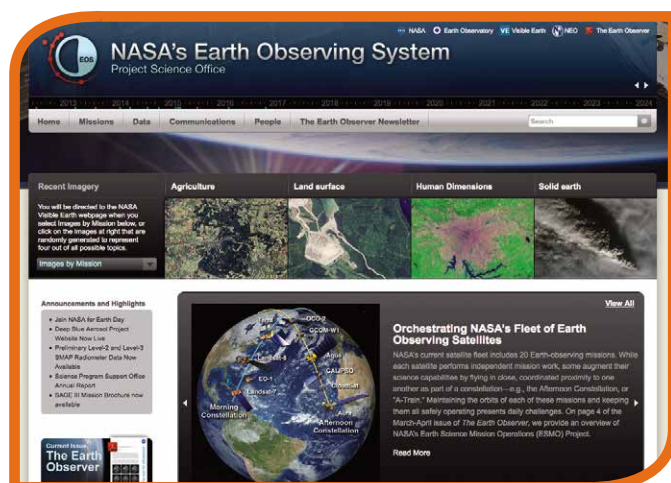 NASA Earth Observatory VE Visible Earth NEO The Earth Observer
EOS
NASA's Earth Observing System
Project Science Office
2013 2014 2015 2016 2017 2018 2019 2020 2021 2022 2023 2024
Home Missions Data Communications People The Earth Observer Newsletter Search
Recent Imagery Agriculture Land surface Human Dimensions Solid earth
You will be directed to the NASA
Visible Earth webpage when you
select Images by Mission below, or
click on the images at right that are
randomly generated to represent
four out of all possible topics.
Images by Mission
Announcements and Highlights
Join NASA for Earth Day
Deep Blue Aerosol Project
Website Now Live
Preliminary Level-2 and Level-3
SMAP Radiometer Data Now
Available
Science Program Support Office
Annual Report
SAGE III Mission Brochure now
available
Current Issue
The Earth
Observer
Terra
OCO-2
GCOM-W1
Landsat-8
Aqua
EO-1
CALIPSO
Landsat-7
CloudSat
Aura
Morning
Constellation
Afternoon
Constellation
View All
Orchestrating NASA's Fleet of Earth
Observing Satellites
NASA's current satellite fleet includes 20 Earth-observing missions. While
each satellite performs independent mission work, some augment their
science capabilities by flying in close, coordinated proximity to one
another as part of a constellation—e.g., the Afternoon Constellation, or
"A-Train." Maintaining the orbits of each of these missions and keeping
them all safely operating presents daily challenges. On page 4 of the
March-April issue of The Earth Observer, we provide an overview of
NASA's Earth Science Mission Operations (ESMO) Project.
Read More